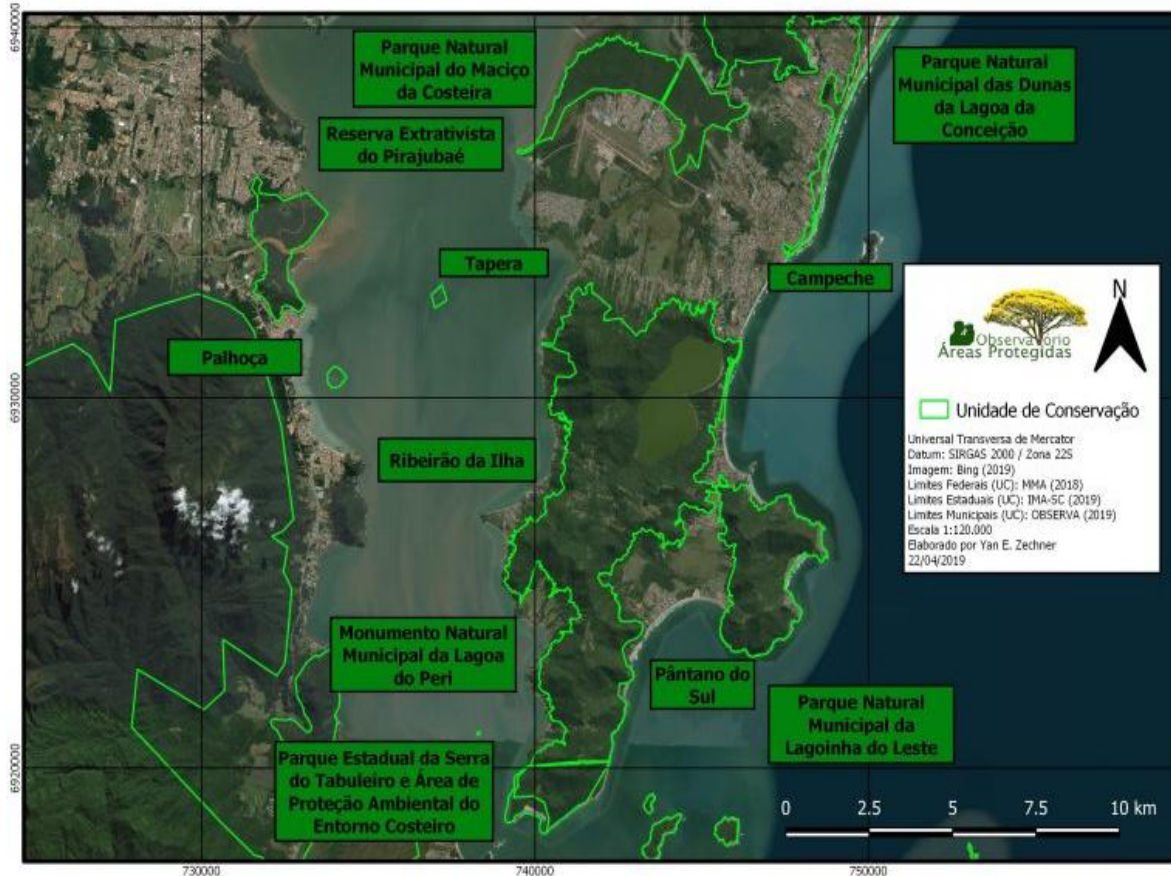 6940000
6930000
6920000
730000
740000
750000
Parque Natural
Municipal do Maciço
da Costeira
Reserva Extrativista
do Pirajubaé
Parque Natural
Municipal das Dunas
da Lagoa da
Conceição
Tapera
Campeche
Palhoça
Ribeirão da Ilha
Monumento Natural
Municipal da Lagoa
do Peri
Pântano do
Sul
Parque Natural
Municipal da
Lagoinha do Leste
Parque Estadual da Serra
do Tabuleiro e Área de
Proteção Ambiental do
Entorno Costeiro
N
Observatório
Áreas Protegidas
Unidade de Conservação
Universal Transversa de Mercator
Datum: SIRGAS 2000 / Zona 22S
Imagem: Bing (2019)
Limites Federais (UC): MMA (2018)
Limites Estaduais (UC): IMA-SC (2019)
Limites Municipais (UC): OBSERVA (2019)
Escala 1:120.000
Elaborado por Yan E. Zechner
22/04/2019
0 2.5 5 7.5 10 km